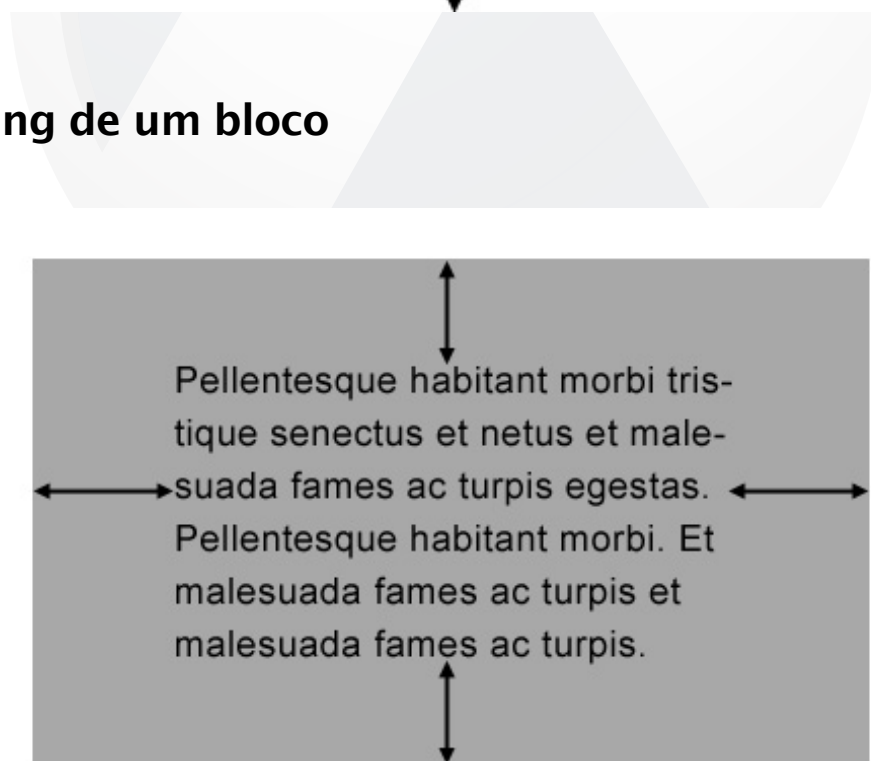 ng de um bloco
Pellentesque habitant morbi tris-
tique senectus et netus et male-
suada fames ac turpis egestas.
Pellentesque habitant morbi. Et
malesuada fames ac turpis et
malesuada fames ac turpis.